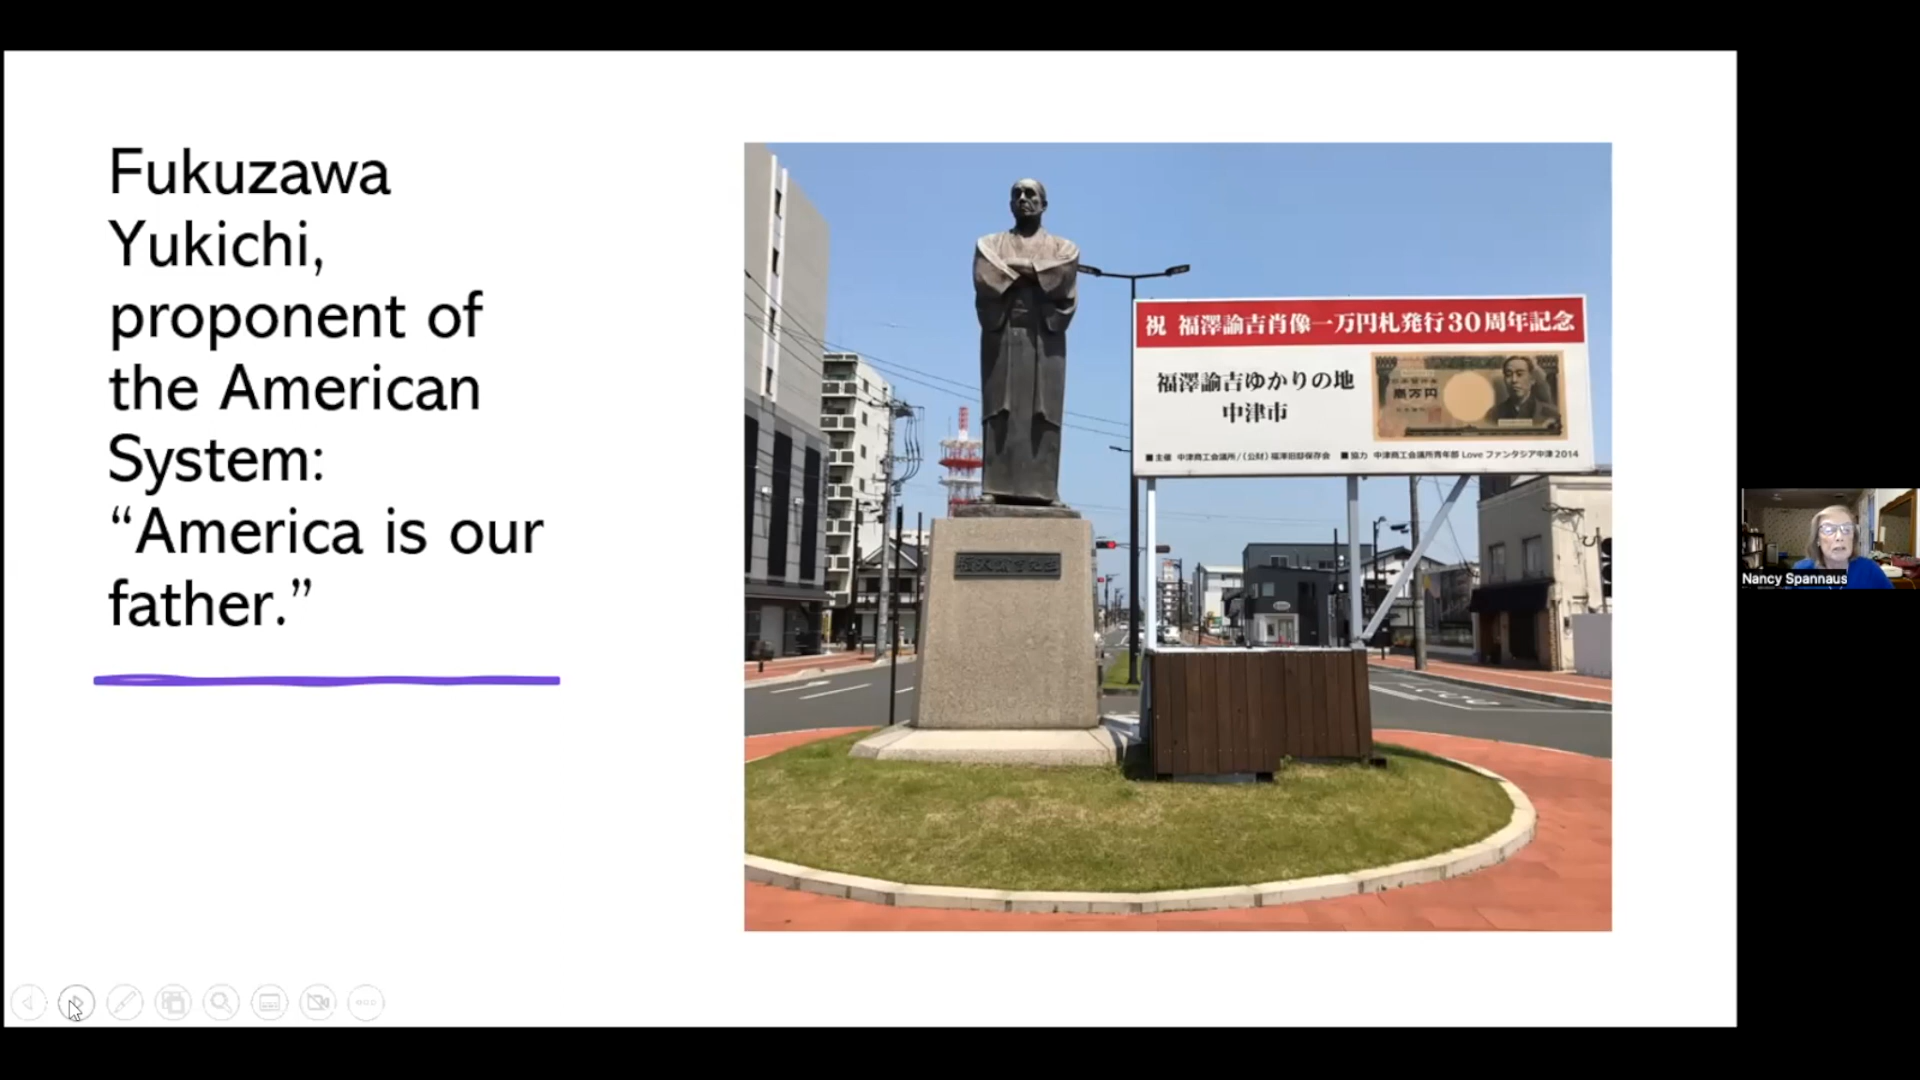 Fukuzawa
Yukichi,
proponent of
the American
System:
“America is our
father.”
祝 福澤諭吉肖像一万円札発行30周年記念
福澤諭吉ゆかりの地
中津市
壱万円
■主催 中津商工会議所/(公財)福澤旧邸保存会 ■協力 中津商工会議所青年部 Love ファンタジア中津2014
Nancy Spannaus